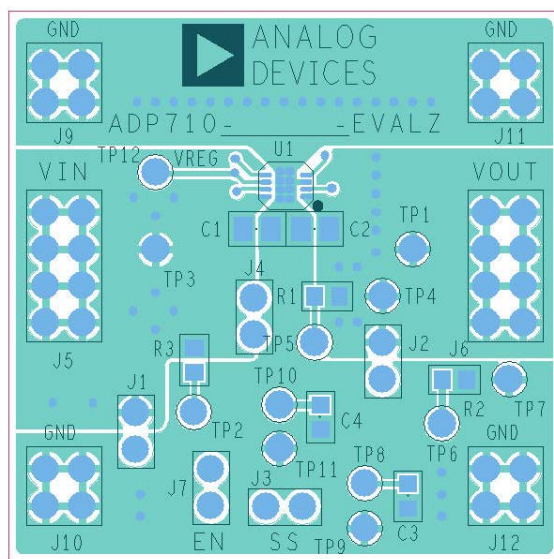 GND
ANALOG
DEVICES
GND
J9
J11
ADP710-________-EVALZ
TP12
VREG
U1
VIN
VOUT
C1
C2
TP1
TP3
J4
R1
TP4
J5
R3
TP5
J2
J6
J1
TP10
R2
TP7
TP2
C4
GND
TP11
TP8
TP6
GND
J7
J3
J10
EN
SS
TP9
C3
J12